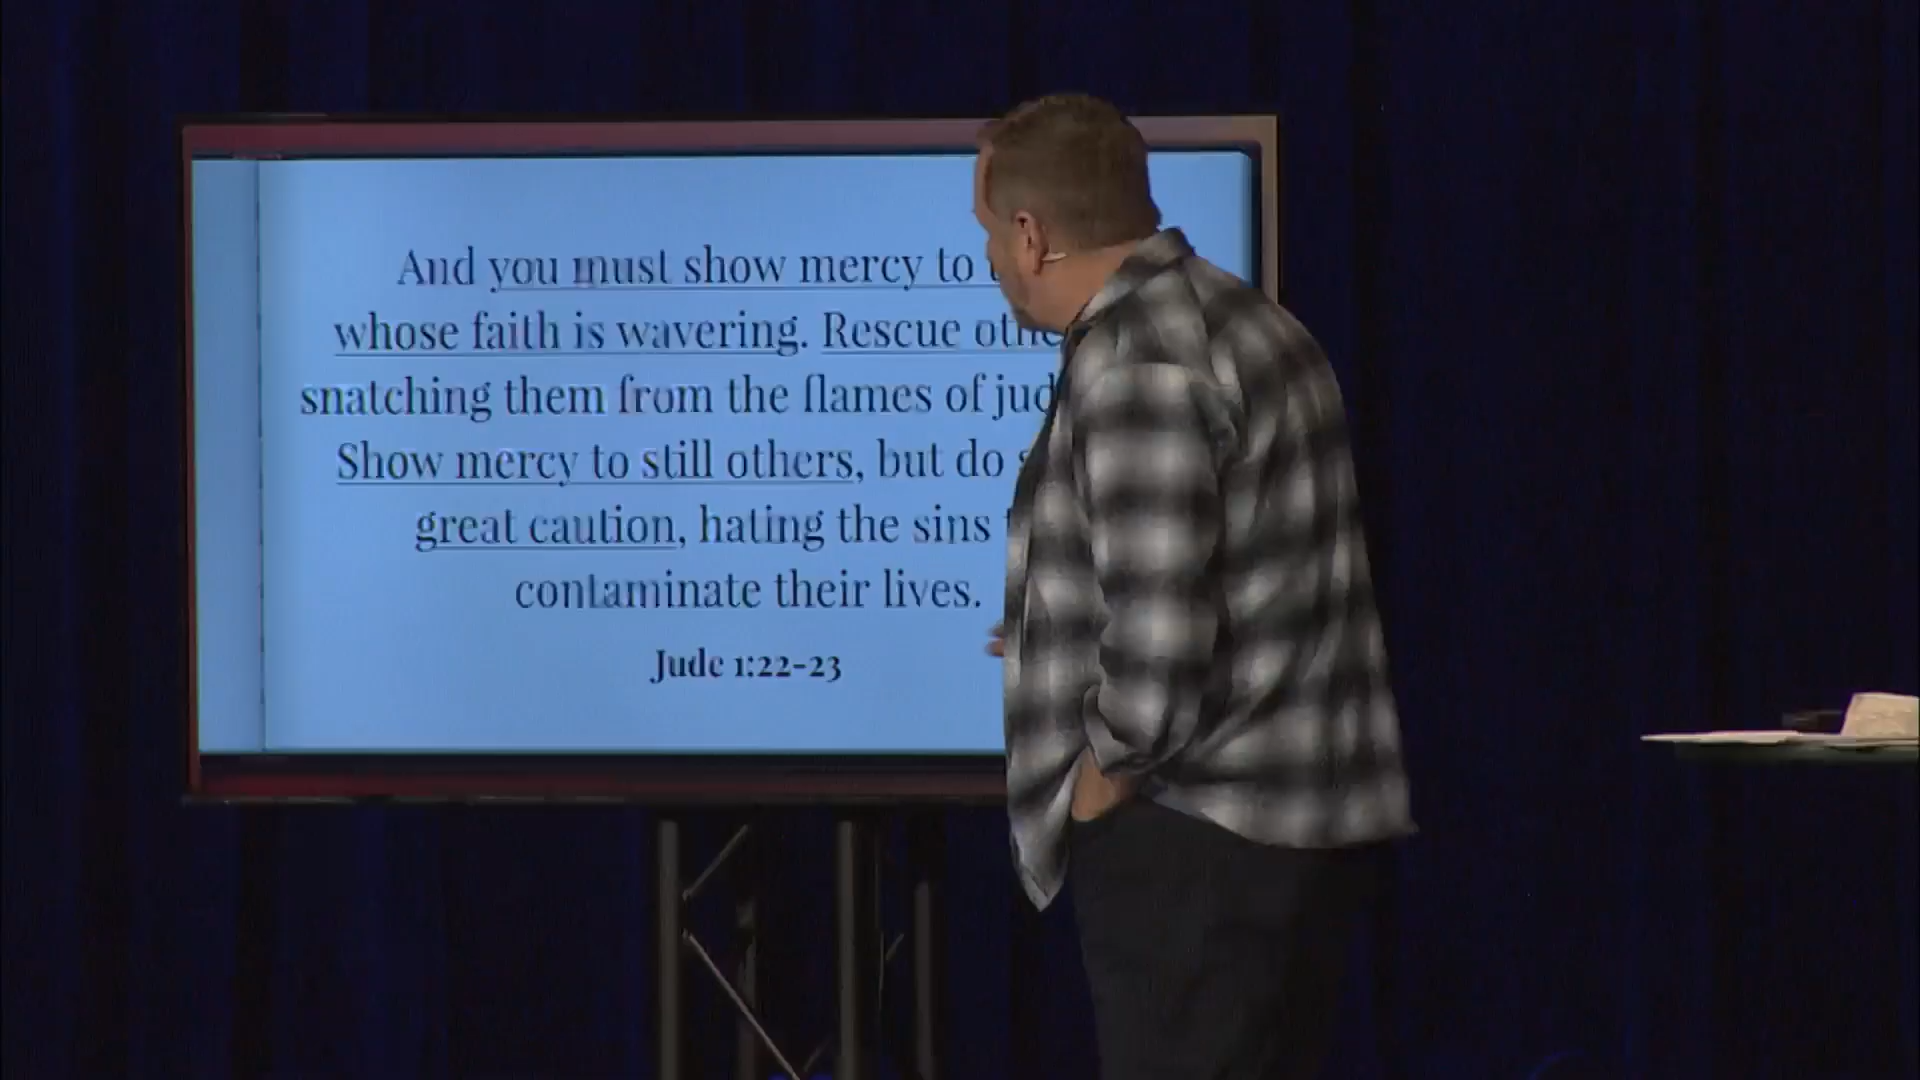 And you must show mercy to
whose faith is wavering. Rescue
snatching them from the flames of
Show mercy to still others, but do
great caution, hating the sins
contaminate their lives.
Jude 1:22-23